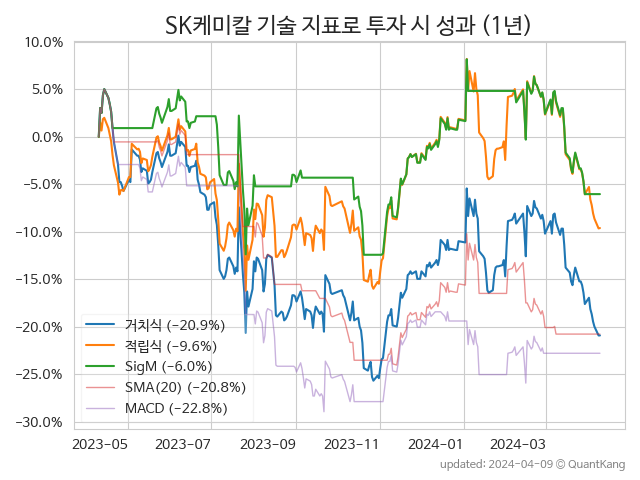 SK케미칼 기술 지표로 투자 시 성과 (1년)
10.0%
5.0%
0.0%
−5.0%
−10.0%
−15.0%
−20.0%
−25.0%
−30.0%
거치식 (−20.9%)
적립식 (−9.6%)
SigM (−6.0%)
SMA(20) (−20.8%)
MACD (−22.8%)
2023-05 2023-07 2023-09 2023-11 2024-01 2024-03
updated: 2024-04-09 © QuantKang